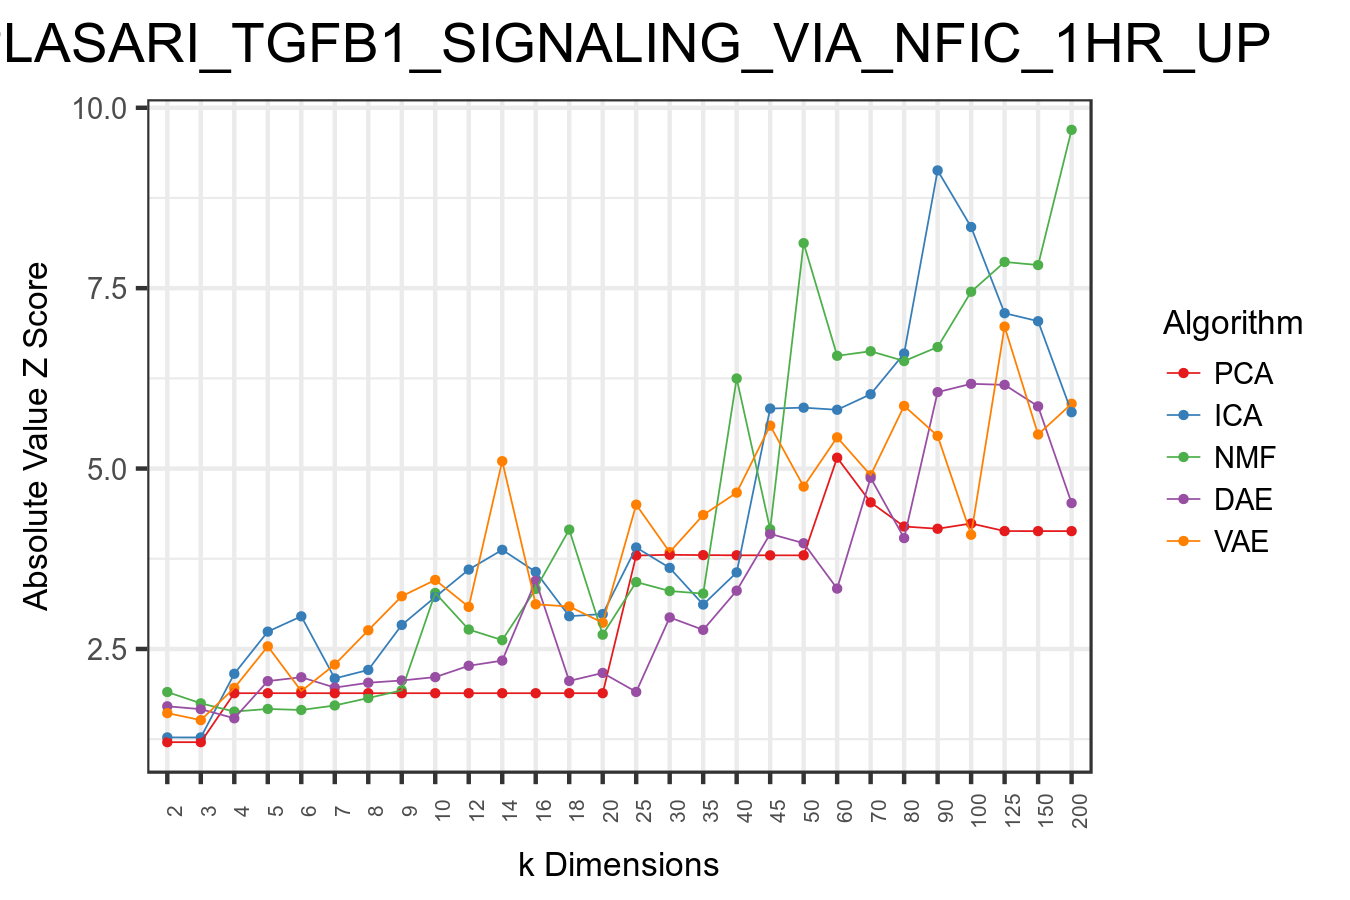 LASARI_TGFB1_SIGNALING_VIA_NFIC_1HR_UP
10.0
7.5
5.0
2.5
Absolute Value Z Score
2 3 4 5 6 7 8 9 10 12 14 16 18 20 25 30 35 40 45 50 60 70 80 90 100 125 150 200
k Dimensions
Algorithm
PCA
ICA
NMF
DAE
VAE